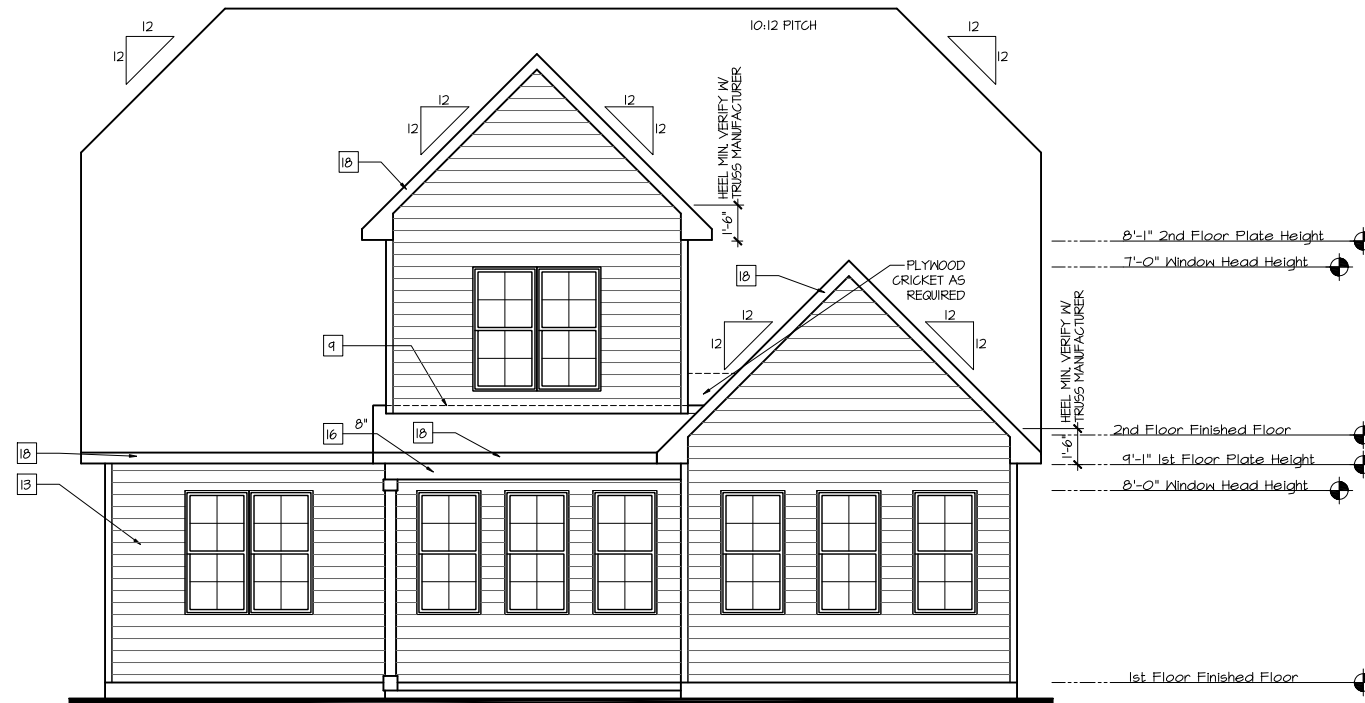 12
12
10:12 PITCH
12
12
12
12
12
12
HEEL MIN. VERIFY W/
TRUSS MANUFACTURER
18
1'-6"
8'-1" 2nd Floor Plate Height
7'-0" Window Head Height
18
PLYWOOD
CRICKET AS
REQUIRED
12
12
12
12
HEEL MIN. VERIFY W/
TRUSS MANUFACTURER
9
8"
16
18
1'-6"
2nd Floor Finished Floor
18
9'-1" 1st Floor Plate Height
13
8'-0" Window Head Height
1st Floor Finished Floor